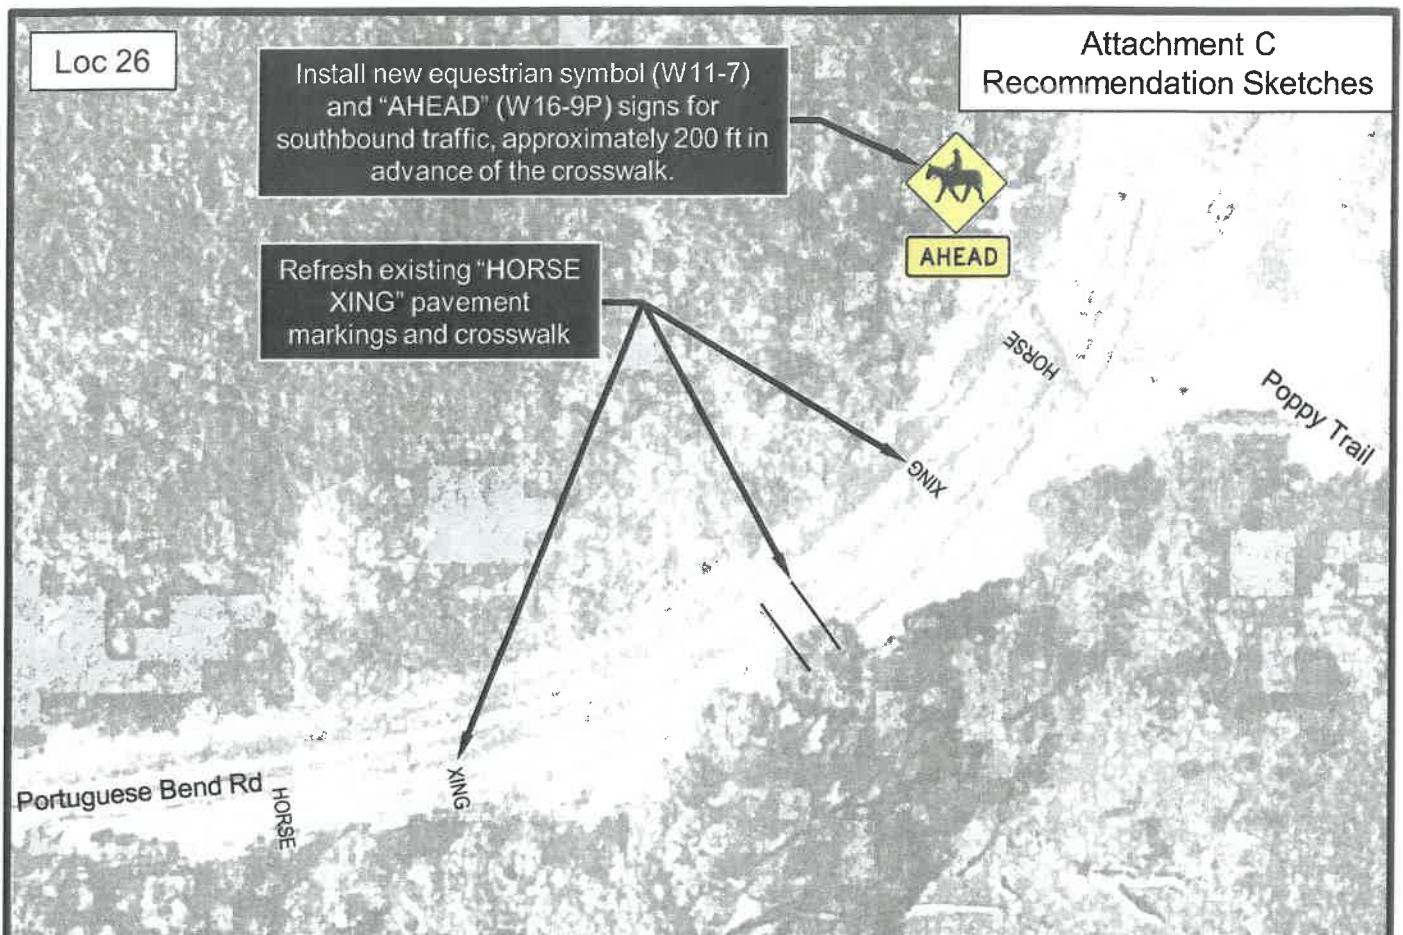 Loc 26
Attachment C
Recommendation Sketches
Install new equestrian symbol (W11-7)
and “AHEAD” (W16-9P) signs for
southbound traffic, approximately 200 ft in
advance of the crosswalk.
AHEAD
Refresh existing “HORSE
XING” pavement
markings and crosswalk
HORSE
Poppy Trail
XING
XING
Portuguese Bend Rd
HORSE